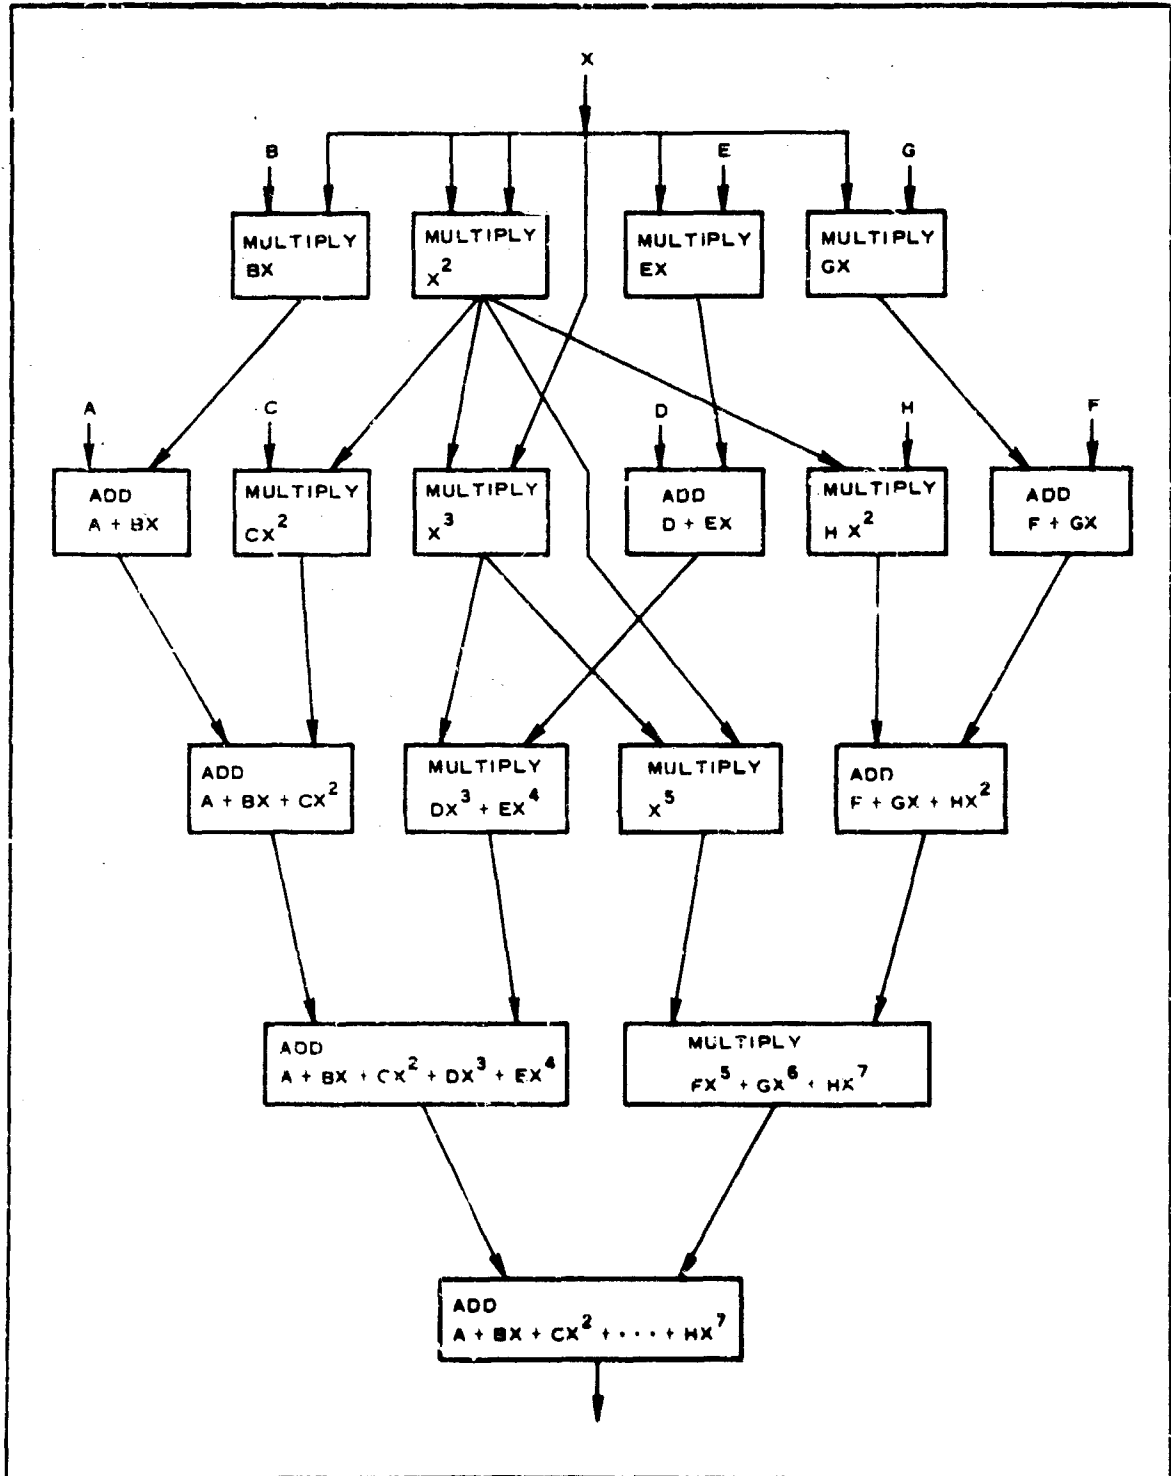 X
B
E
G
MULTIPLY
BX
MULTIPLY
X²
MULTIPLY
EX
MULTIPLY
GX
A
C
D
H
F
ADD
A + BX
MULTIPLY
CX²
MULTIPLY
X³
ADD
D + EX
MULTIPLY
H X²
ADD
F + GX
ADD
A + BX + CX²
MULTIPLY
DX³ + EX⁴
MULTIPLY
X⁵
ADD
F + GX + HX²
ADD
A + BX + CX² + DX³ + EX⁴
MULTIPLY
FX⁵ + GX⁶ + HX⁷
ADD
A + BX + CX² + · · · + HX⁷